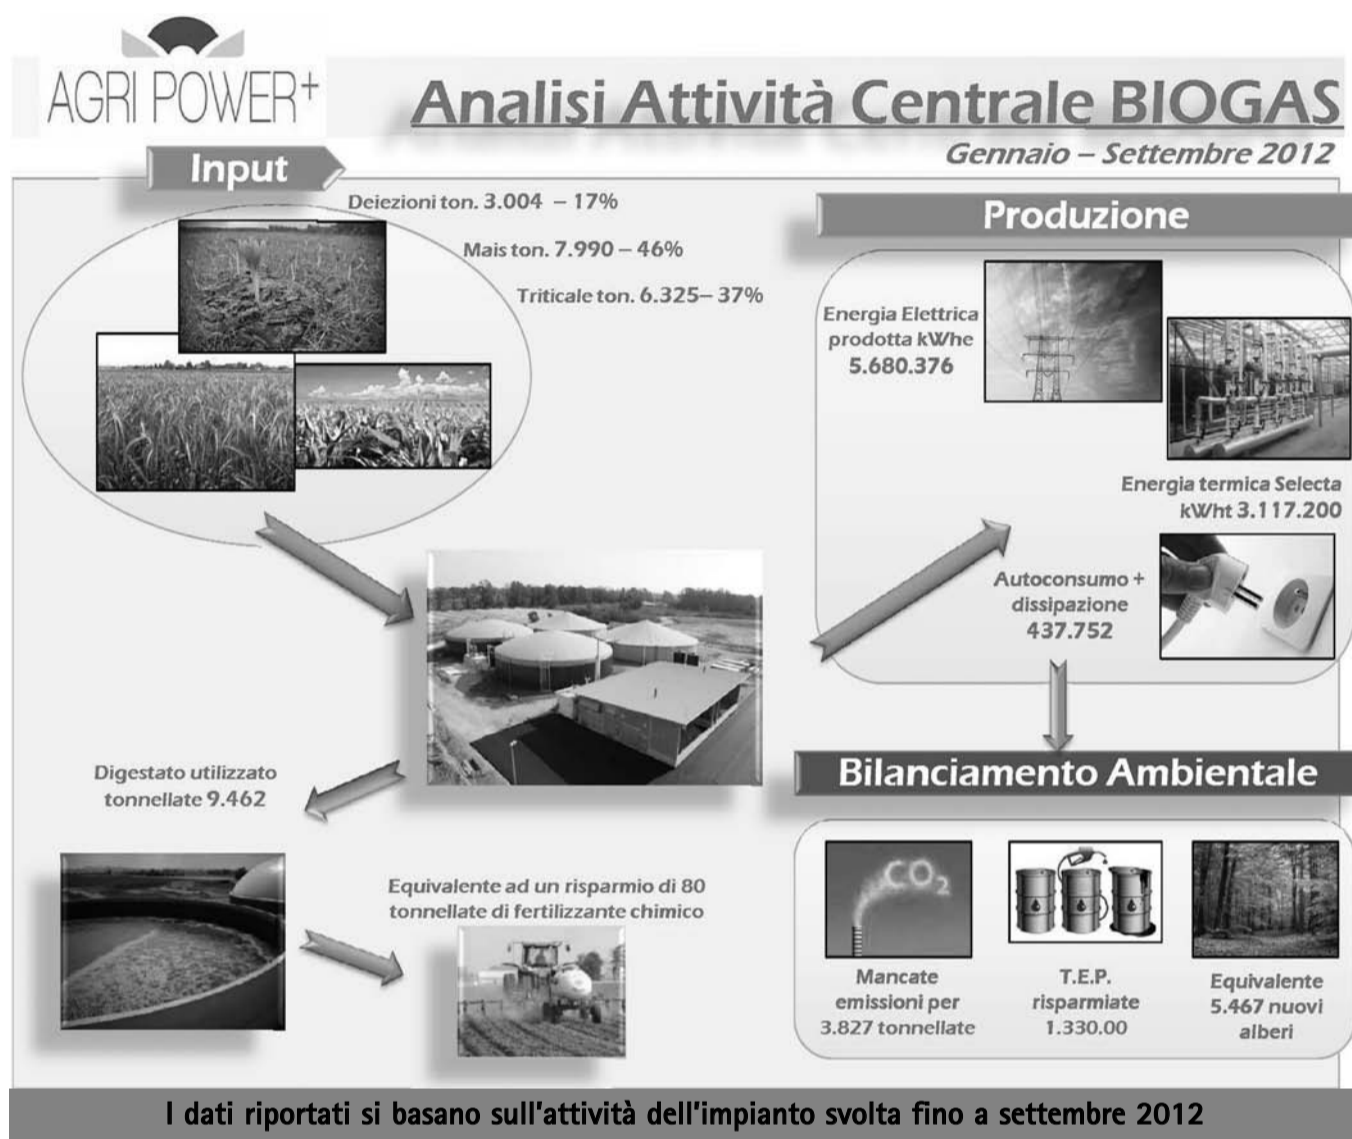 AGRI POWER+
Analisi Attività Centrale BIOGAS
Gennaio – Settembre 2012
Input
Deiezioni ton. 3.004 – 17%
Mais ton. 7.990 – 46%
Triticale ton. 6.325– 37%
Produzione
Energia Elettrica
prodotta kWhe
5.680.376
Energia termica Selecta
kWht 3.117.200
Autoconsumo +
dissipazione
437.752
Digestato utilizzato
tonnellate 9.462
Equivalente ad un risparmio di 80
tonnellate di fertilizzante chimico
Bilanciamento Ambientale
CO2
Mancate
emissioni per
3.827 tonnellate
T.E.P.
risparmiate
1.330.00
Equivalente
5.467 nuovi
alberi
I dati riportati si basano sull'attività dell'impianto svolta fino a settembre 2012